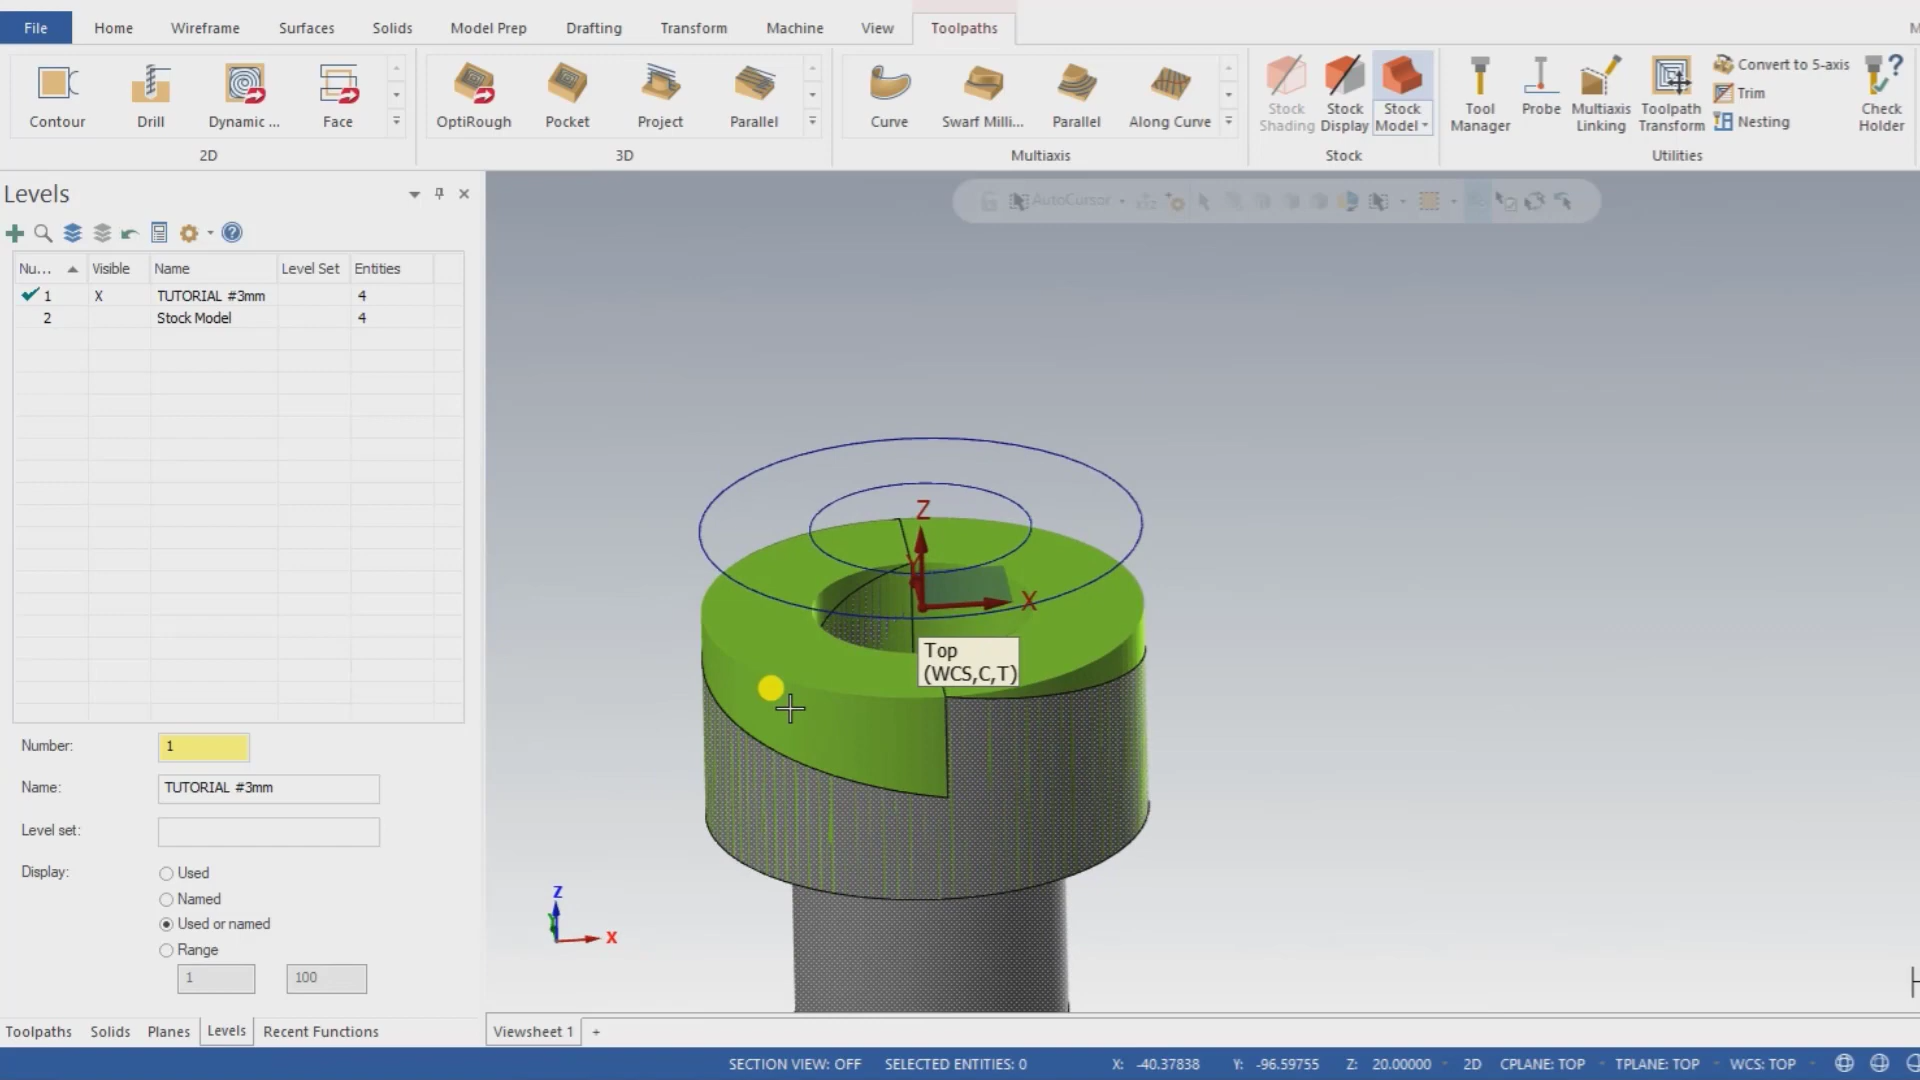 File Home Wireframe Surfaces Solids Model Prep Drafting Transform Machine View Toolpaths
Contour Drill Dynamic ... Face
2D
OptiRough Pocket Project Parallel
3D
Curve Swarf Milli... Parallel Along Curve
Multiaxis
Stock Shading Stock Display Stock Model
Stock
Tool Manager Probe Multiaxis Linking Toolpath Transform
Convert to 5-axis
Trim
Nesting
Check Holder
Utilities
Levels
AutoCursor
Nu... Visible Name Level Set Entities
1 X TUTORIAL #3mm 4
2 Stock Model 4
Z
Y
X
Top
(WCS,C,T)
Number: 1
Name: TUTORIAL #3mm
Level set:
Display: Used
Named
Used or named
Range
1 100
Z
Y
X
Toolpaths Solids Planes Levels Recent Functions
Viewsheet 1 +
SECTION VIEW: OFF SELECTED ENTITIES: 0 X: -40.37838 Y: -96.59755 Z: 20.00000 2D CPLANE: TOP TPLANE: TOP WCS: TOP